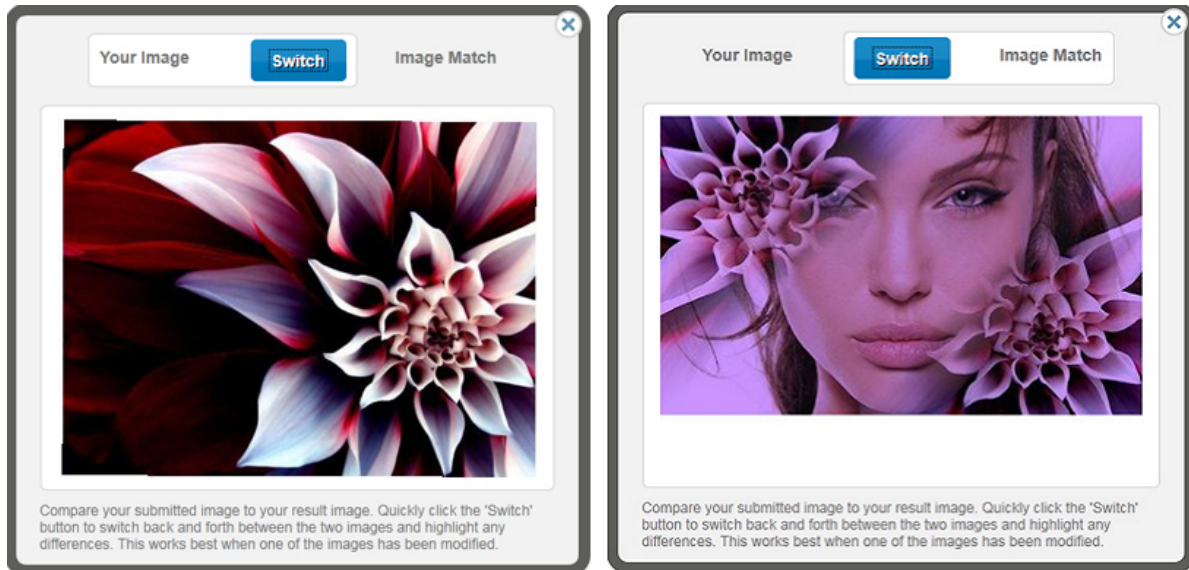 Your Image Switch Image Match
Compare your submitted image to your result image. Quickly click the 'Switch'
button to switch back and forth between the two images and highlight any
differences. This works best when one of the images has been modified.
Your Image Switch Image Match
Compare your submitted image to your result image. Quickly click the 'Switch'
button to switch back and forth between the two images and highlight any
differences. This works best when one of the images has been modified.